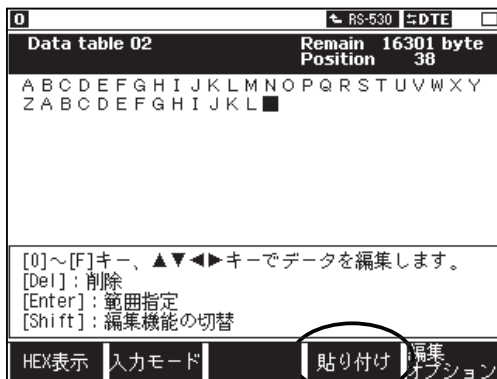 0 RS-530 DTE
Data table 02 Remain 16301 byte
Position 38
ABCDEFGHIJKLMNOPQRSTUVWXY
ZABCDEFGHIJKL
[0]～[F]キー、▲▼◀▶キーでデータを編集します。
[Del]：削除
[Enter]：範囲指定
[Shift]：編集機能の切替
HEX表示 入力モード 貼り付け 編集
オプション